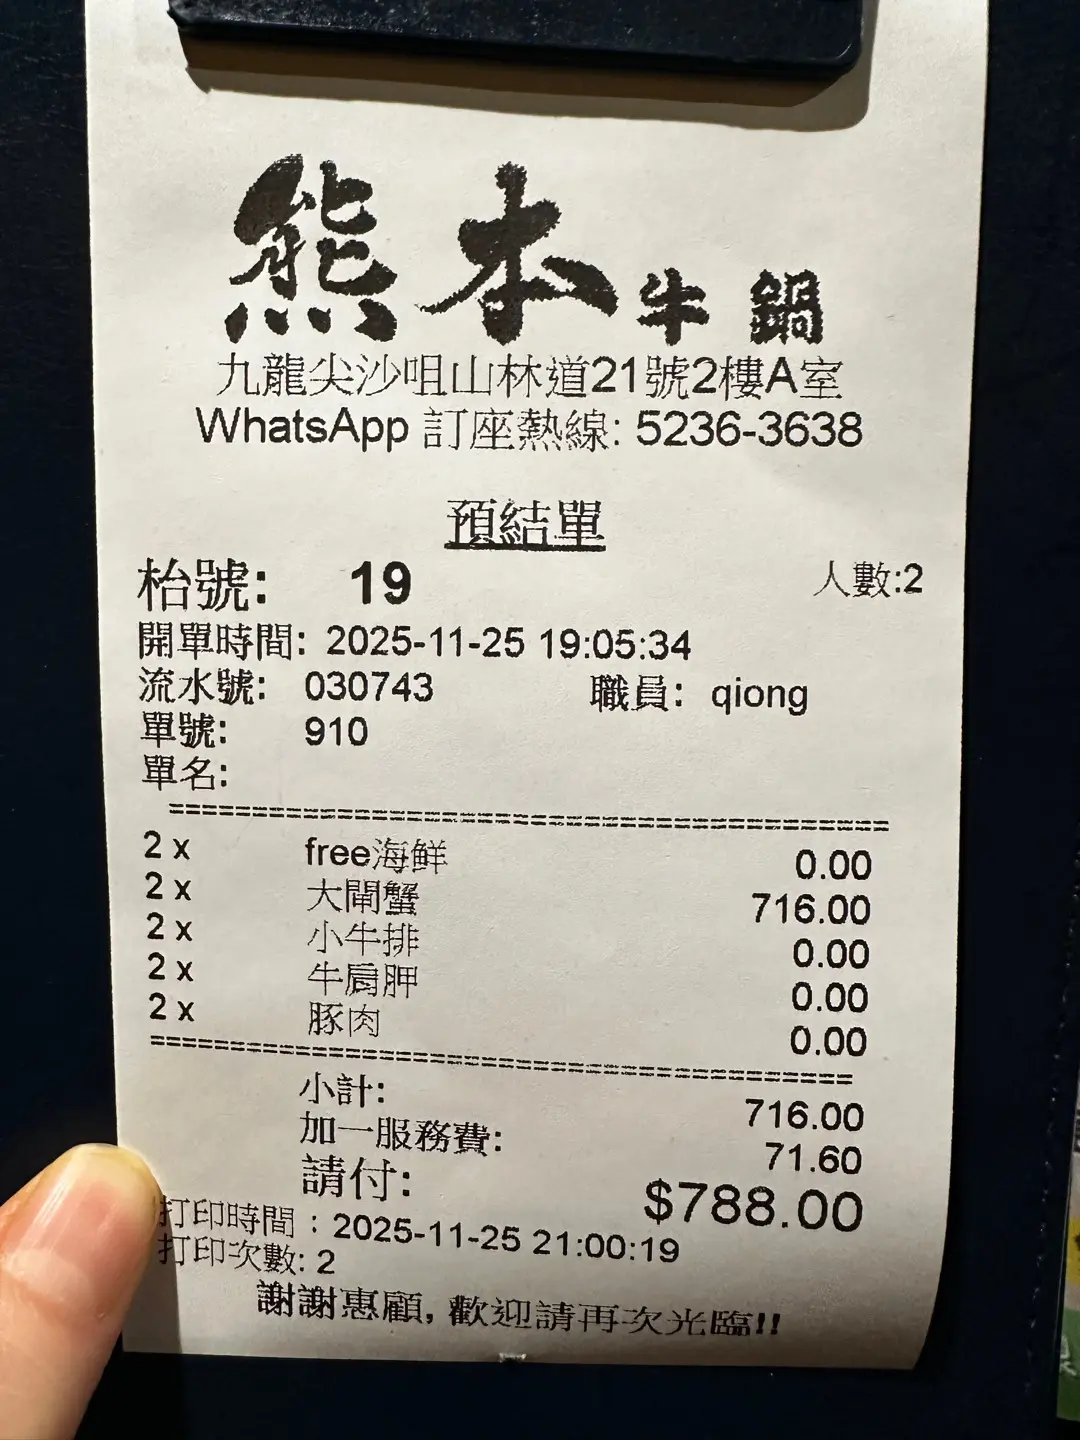 熊本牛鍋
九龍尖沙咀山林道21號2樓A室
WhatsApp 訂座熱線: 5236-3638
預結單
枱號: 19 人數:2
開單時間: 2025-11-25 19:05:34
流水號: 030743 職員: qiong
單號: 910
單名:
2 x free海鮮 0.00
2 x 大閘蟹 716.00
2 x 小牛排 0.00
2 x 牛肩胛 0.00
2 x 豚肉 0.00
小計: 716.00
加一服務費: 71.60
請付: $788.00
打印時間：2025-11-25 21:00:19
打印次數: 2
謝謝惠顧, 歡迎請再次光臨!!